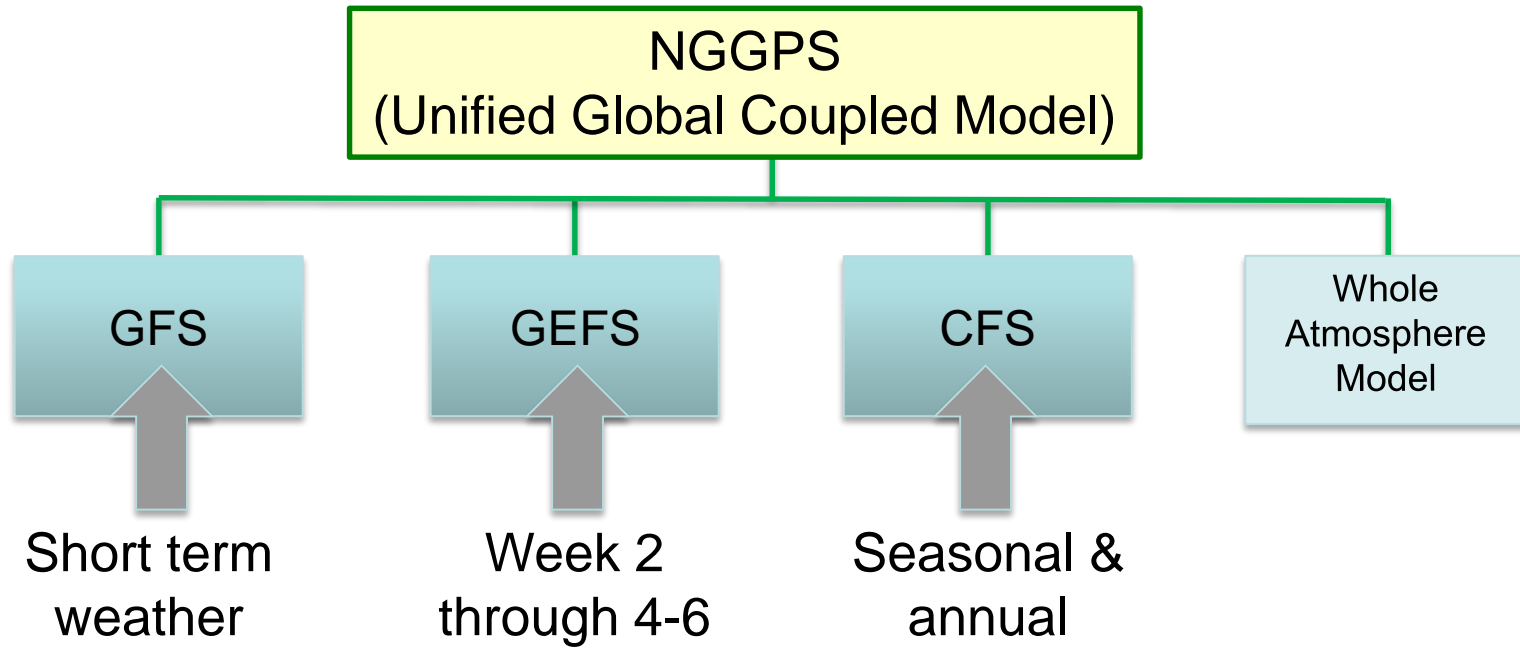 NGGPS
(Unified Global Coupled Model)
GFS
GEFS
CFS
Whole
Atmosphere
Model
Short term
weather
Week 2
through 4-6
Seasonal &
annual